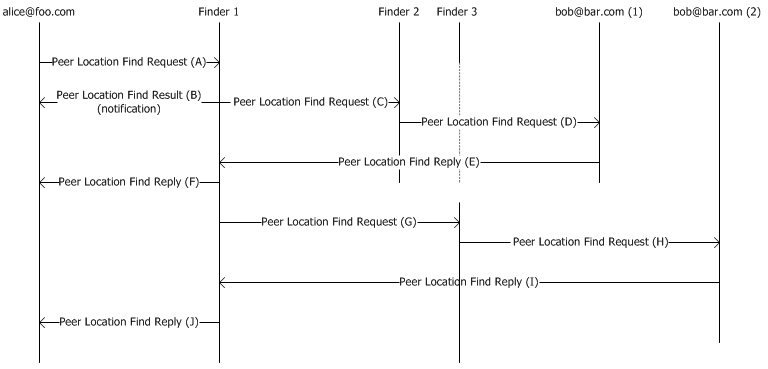 alice@foo.com
Finder 1
Finder 2
Finder 3
bob@bar.com (1)
bob@bar.com (2)
Peer Location Find Request (A)
Peer Location Find Result (B)
(notification)
Peer Location Find Request (C)
Peer Location Find Request (D)
Peer Location Find Reply (E)
Peer Location Find Reply (F)
Peer Location Find Request (G)
Peer Location Find Request (H)
Peer Location Find Reply (I)
Peer Location Find Reply (J)